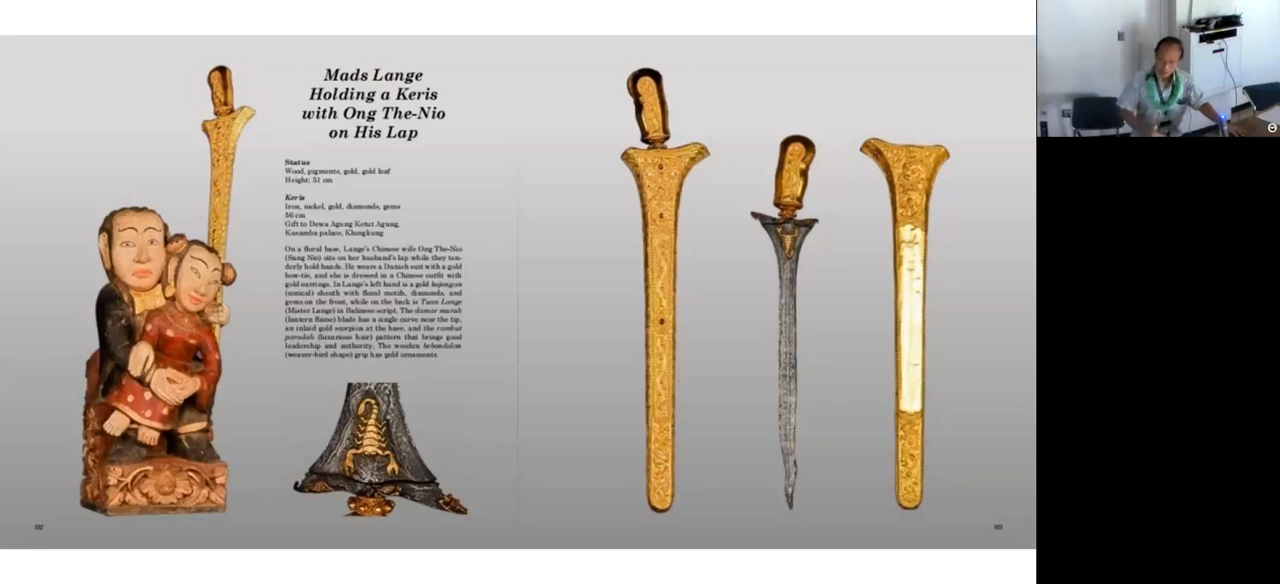 Mads Lange
Holding a Keris
with Ong The-Nio
on His Lap
Statue
Wood, pigments, gold, gold leaf
Height: 51 cm
Keris
Iron, nickel, gold, diamonds, gems
56 cm
Gift to Dewa Agung Ketut Agung,
Kusamba palace, Klungkung
On a floral base, Lange's Chinese wife Ong The-Nio
(Sang Nio) sits on her husband's lap while they ten-
derly hold hands. He wears a Danish suit with a gold
bow-tie, and she is dressed in a Chinese outfit with
gold earrings. In Lange's left hand is a gold
sheath with floral motifs, diamonds, and
gems on the front, while on the back is Tuan Lange
(Mister Lange) in Balinese script. The damar murub
(lantern flame) blade has a single curve near the tip,
an inlaid gold scorpion at the base, and the rambut
paradah (luxurious hair) pattern that brings good
leadership and authority. The wooden
(weaver-bird shape) grip has gold ornaments.